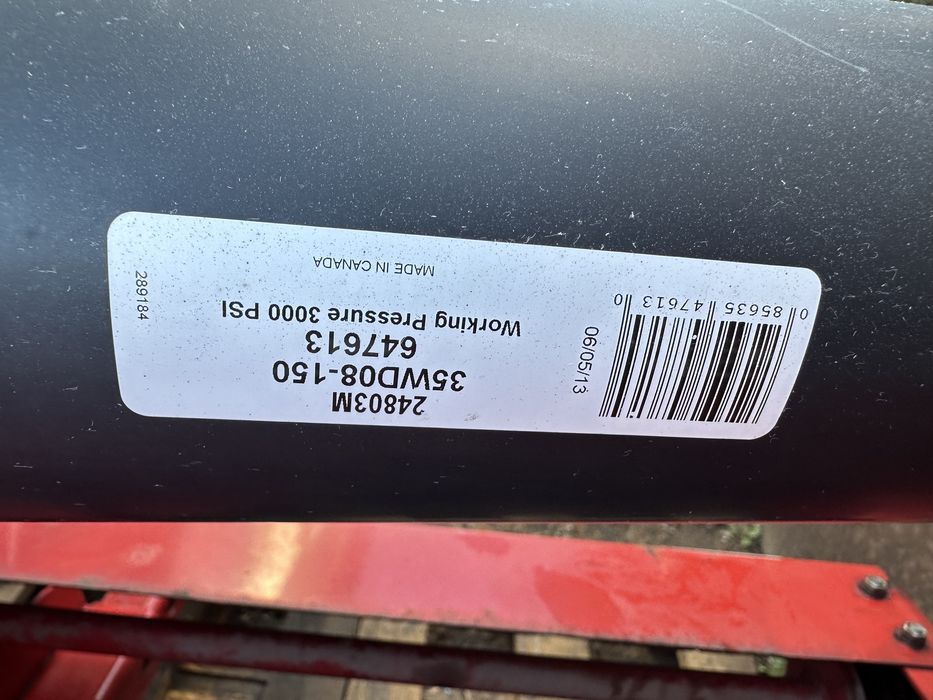 24803M
35WD08-150
647613
Working Pressure 3000 PSI
MADE IN CANADA
06/05/13
0 85635 47613 0
289184